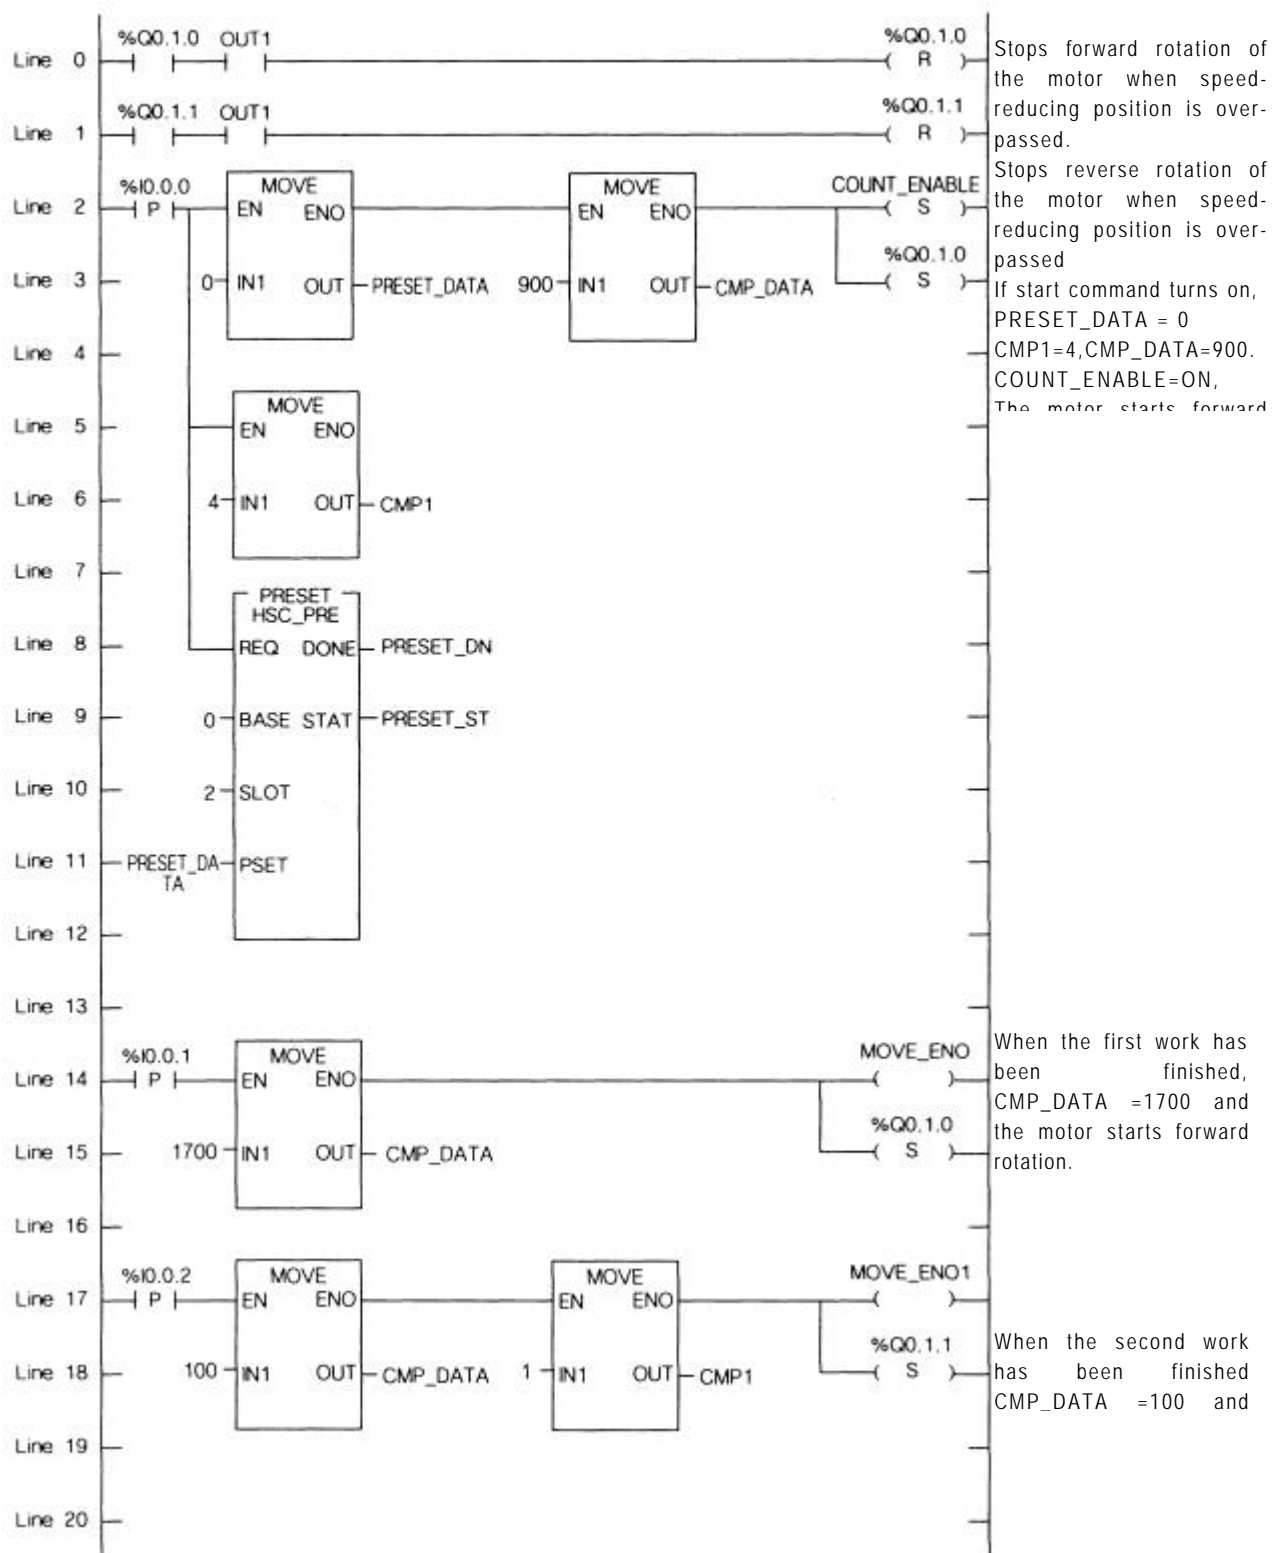 %Q0.1.0 OUT1 %Q0.1.0
Line 0 R
%Q0.1.1 OUT1 %Q0.1.1
Line 1 R
%I0.0.0 MOVE MOVE COUNT_ENABLE
Line 2 P EN ENO EN ENO S
%Q0.1.0
Line 3 0 IN1 OUT PRESET_DATA 900 IN1 OUT CMP_DATA S
Line 4
MOVE
Line 5 EN ENO
Line 6 4 IN1 OUT CMP1
Line 7
PRESET
HSC_PRE
Line 8 REQ DONE PRESET_DN
Line 9 0 BASE STAT PRESET_ST
Line 10 2 SLOT
Line 11 PRESET_DA PSET
TA
Line 12
Line 13
%I0.0.1 MOVE MOVE_ENO
Line 14 P EN ENO
%Q0.1.0
Line 15 1700 IN1 OUT CMP_DATA S
Line 16
%I0.0.2 MOVE MOVE MOVE_ENO1
Line 17 P EN ENO EN ENO
%Q0.1.1
Line 18 100 IN1 OUT CMP_DATA 1 IN1 OUT CMP1 S
Line 19
Line 20
Stops forward rotation of
the motor when speed-
reducing position is over-
passed.
Stops reverse rotation of
the motor when speed-
reducing position is over-
passed
If start command turns on,
PRESET_DATA = 0
CMP1=4,CMP_DATA=900.
COUNT_ENABLE=ON,
The motor starts forward
When the first work has
been finished,
CMP_DATA =1700 and
the motor starts forward
rotation.
When the second work
has been finished
CMP_DATA =100 and